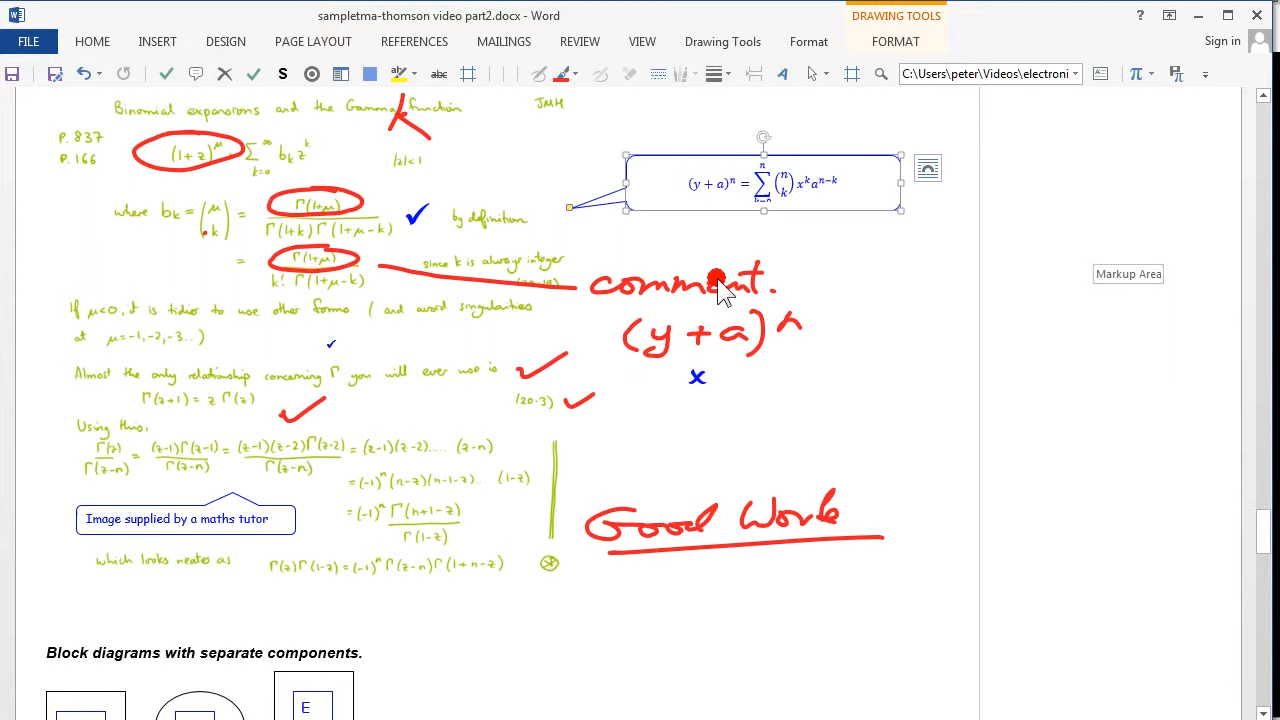 sampletma-thomson video part2.docx - Word
DRAWING TOOLS
FILE HOME INSERT DESIGN PAGE LAYOUT REFERENCES MAILINGS REVIEW VIEW Drawing Tools Format FORMAT Sign in
S ab abc A C:\Users\peter\Videos\electroni π
Binomial expansions and the Gamma function JMH
k
P. 837
P. 166
(1+z)^μ = ∑_{k=0}^∞ b_k z^k |z|<1
(y + a)^n = ∑_{k=0}^n (n k) x^k a^{n−k}
where b_k = (μ k) = Γ(1+μ) / Γ(1+k) Γ(1+μ-k) ✓ by definition
= Γ(1+μ) / k! Γ(1+μ-k) since k is always integer
comment.
Markup Area
If μ<0, it is tidier to use other forms (and avoid singularities
at μ=-1,-2,-3...)
(y + a)^n
✓
Almost the only relationship concerning Γ you will ever use is ✓
x
Γ(z+1) = z Γ(z) (20.3) ✓
✓
Using this,
Γ(z) / Γ(z-n) = (z-1)Γ(z-1) / Γ(z-n) = (z-1)(z-2)Γ(z-2) / Γ(z-n) = (z-1)(z-2).... (z-n)
= (-1)^n (n-z)(n-1-z)... (1-z)
= (-1)^n Γ(n+1-z) / Γ(1-z)
Image supplied by a maths tutor
Good Work
which looks neater as Γ(z)Γ(1-z) = (-1)^n Γ(z-n)Γ(1+n-z)
Block diagrams with separate components.
E